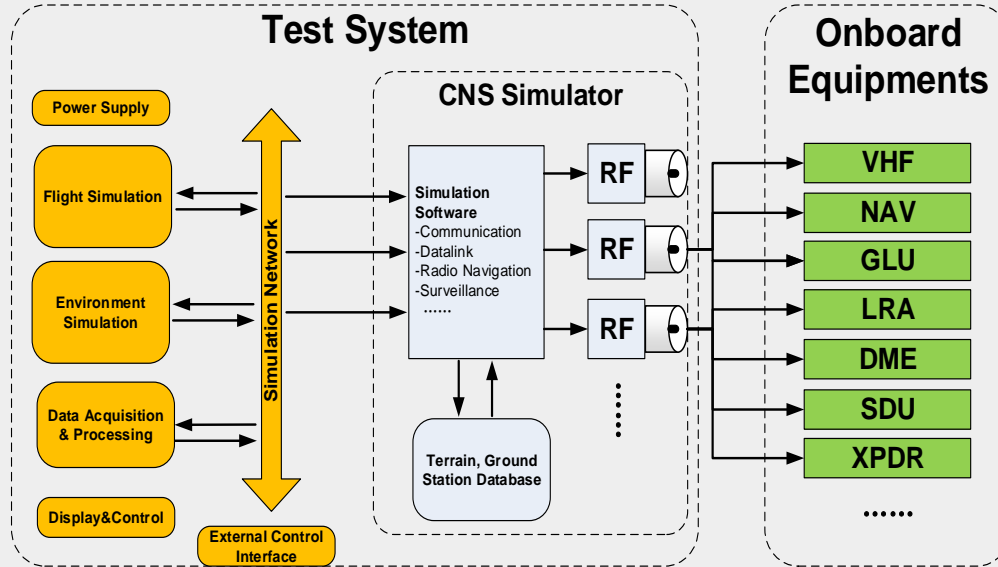 Test System
Onboard
Equipments
CNS Simulator
Power Supply
Flight Simulation
Environment
Simulation
Data Acquisition
& Processing
Display&Control
Simulation Network
External Control
Interface
Simulation
Software
-Communication
-Datalink
-Radio Navigation
-Surveillance
......
Terrain, Ground
Station Database
RF
RF
RF
......
VHF
NAV
GLU
LRA
DME
SDU
XPDR
......